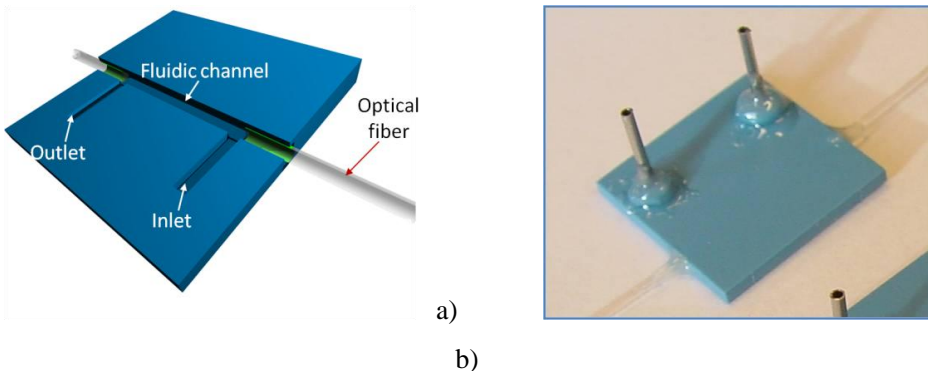 Fluidic channel
Optical
fiber
Outlet
Inlet
a)
b)